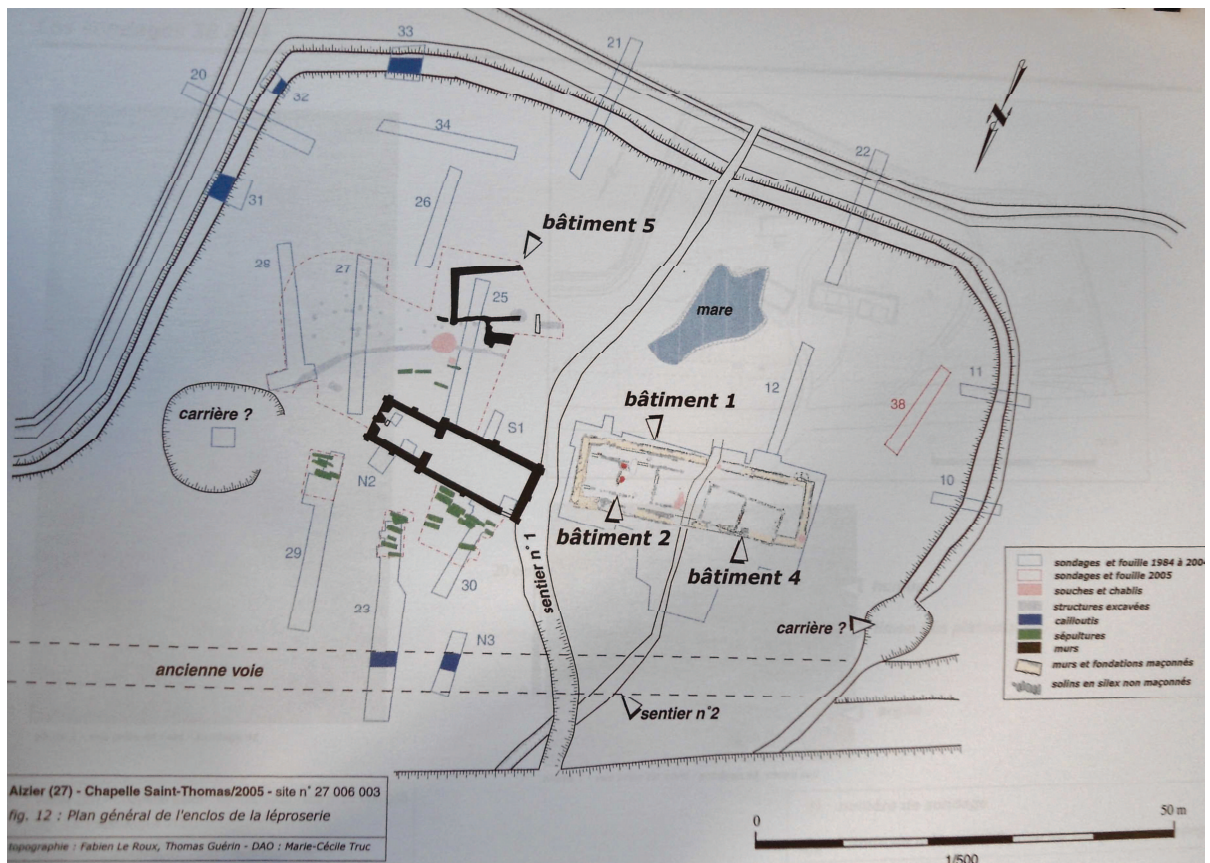 33
21
20
32
34
22
31
26
bâtiment 5
28
27
25
mare
12
11
38
carrière ?
bâtiment 1
S1
N2
10
bâtiment 2
bâtiment 4
sentier n° 1
29
30
carrière ?
23
N3
ancienne voie
sentier n°2
N
sondages et fouille 1984 à 2004
sondages et fouille 2005
souches et chablis
structures excavées
cailloutis
sépultures
murs
murs et fondations maçonnés
solins en silex non maçonnés
Aizier (27) - Chapelle Saint-Thomas/2005 - site n° 27 006 003
fig. 12 : Plan général de l'enclos de la léproserie
topographie : Fabien Le Roux, Thomas Guérin - DAO : Marie-Cécile Truc
0
50 m
1/500